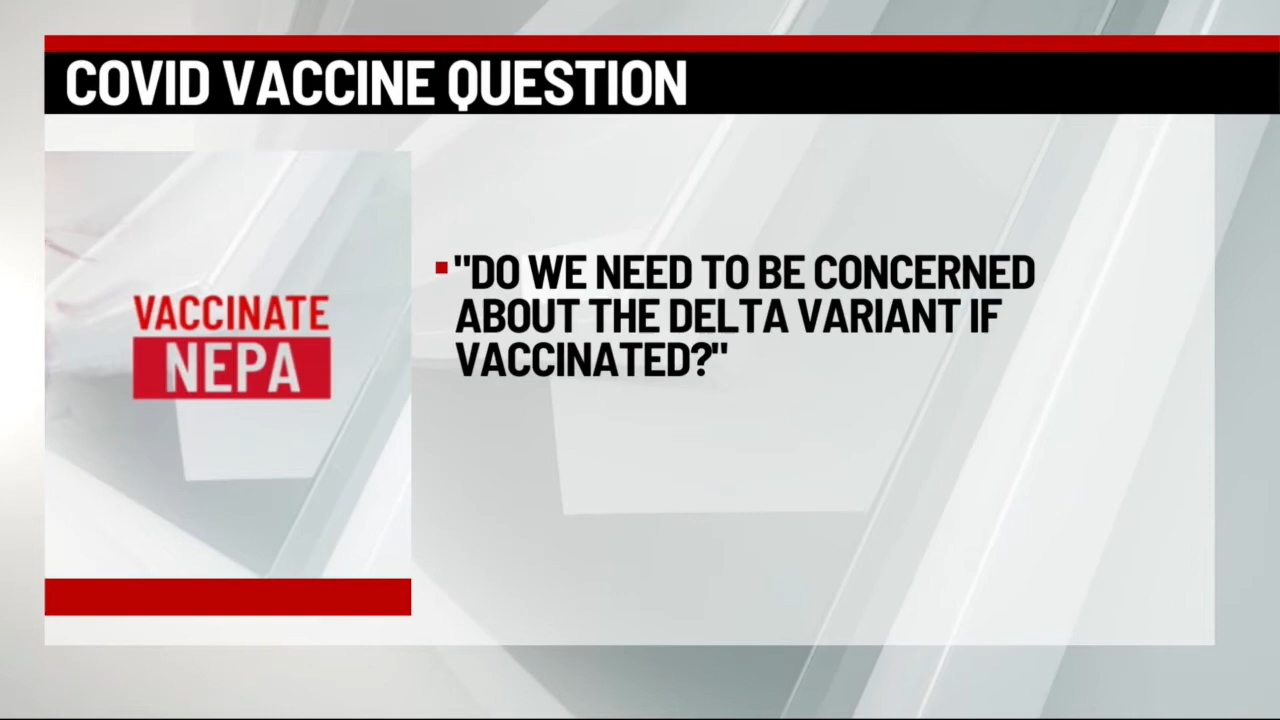 COVID VACCINE QUESTION
VACCINATE
NEPA
"DO WE NEED TO BE CONCERNED
ABOUT THE DELTA VARIANT IF
VACCINATED?"